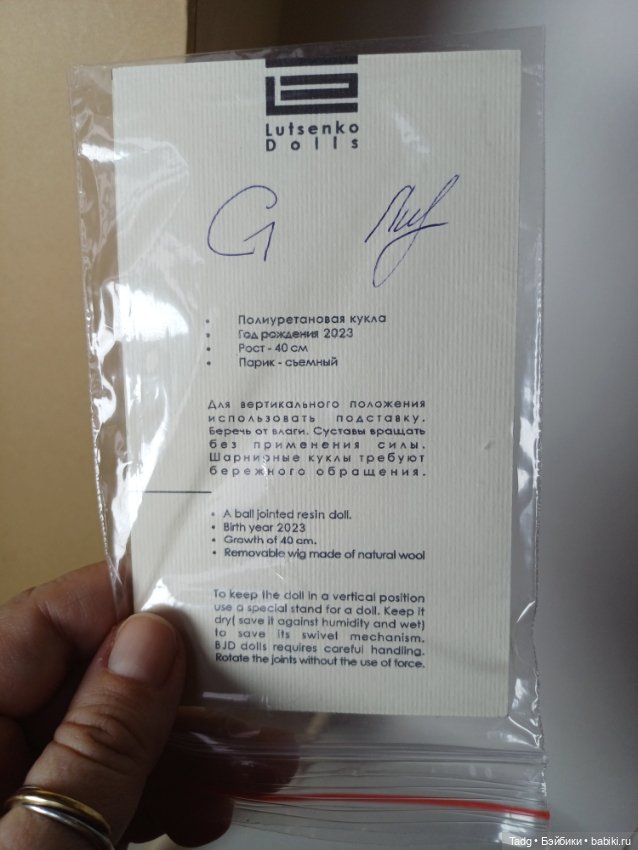 Lutsenko
Dolls
• Полиуретановая кукла
• Год рождения 2023
• Рост - 40 см
• Парик - съемный
Для вертикального положения
использовать подставку.
Беречь от влаги. Суставы вращать
без применения силы.
Шарнирные куклы требуют
бережного обращения.
• A ball jointed resin doll.
• Birth year 2023
• Growth of 40 cm.
• Removable wig made of natural wool
To keep the doll in a vertical position
use a special stand for a doll. Keep it
dry( save it against humidity and wet)
to save its swivel mechanism.
BJD dolls requires careful handling.
Rotate the joints without the use of force.
Tadg • Бэйбики • babiki.ru